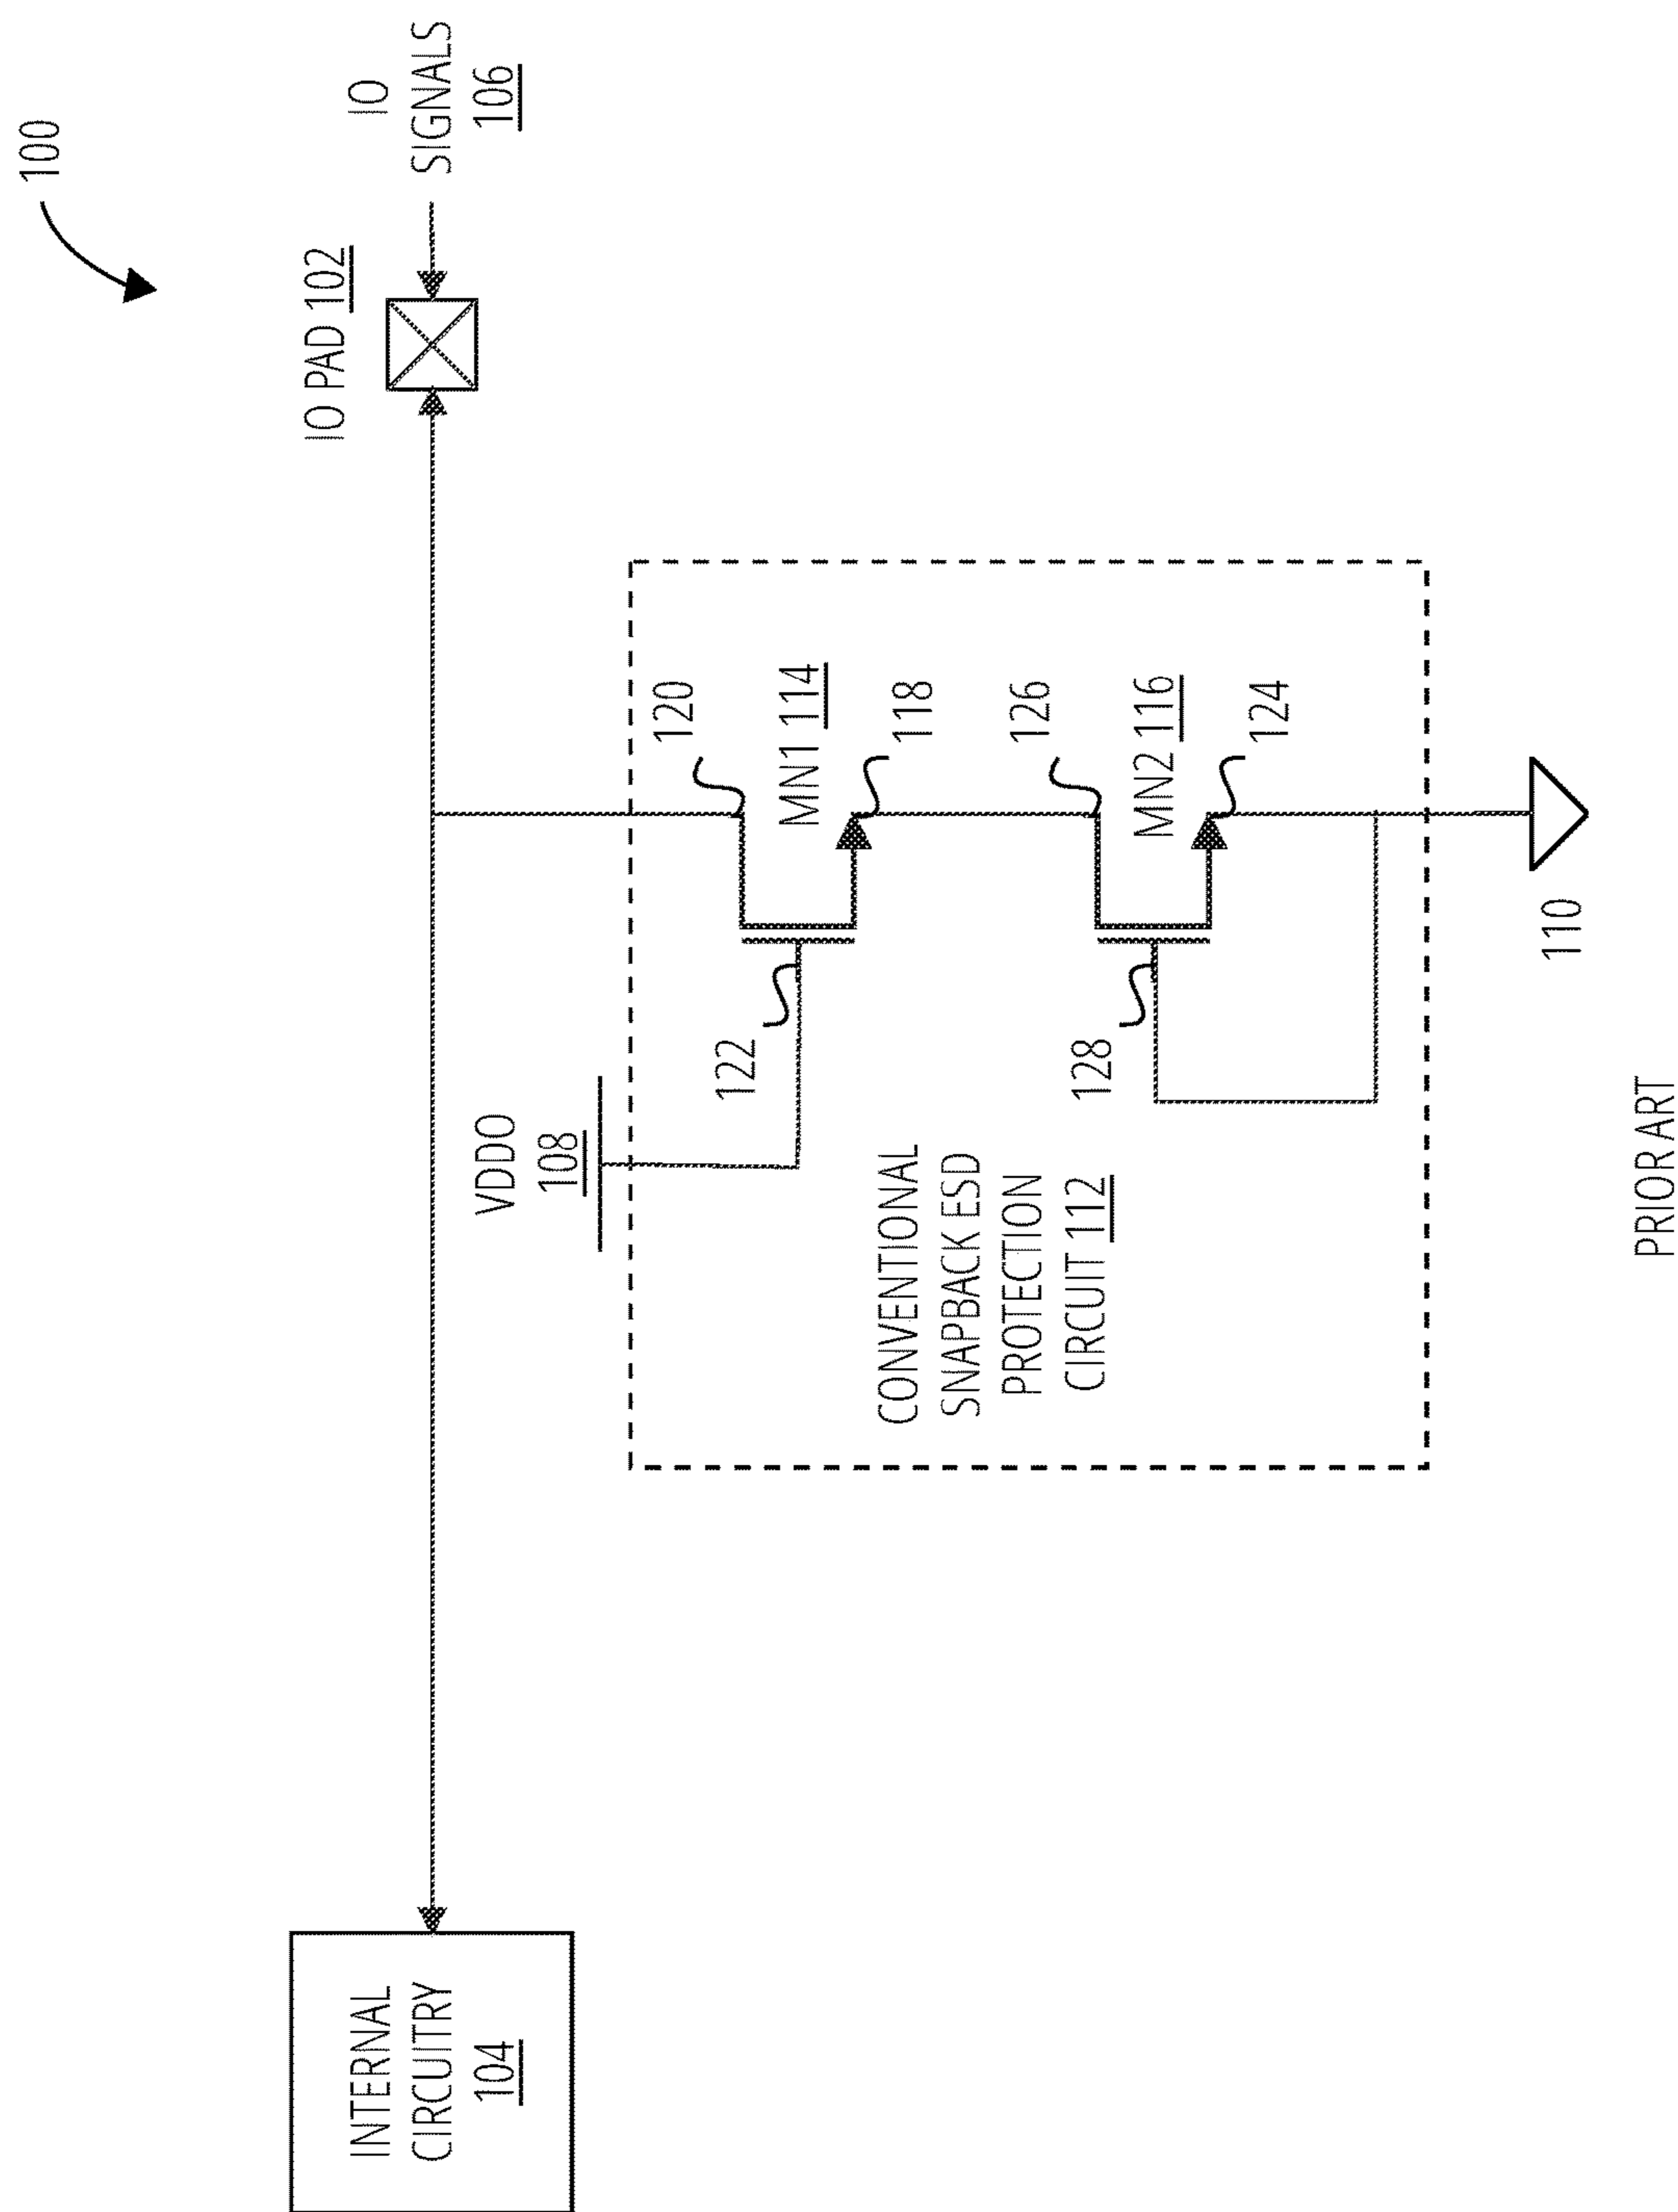 100
IO
SIGNALS
106
IO PAD 102
INTERNAL
CIRCUITRY
104
VDDO
108
120
MN1 114
122
118
126
MN2 116
128
124
CONVENTIONAL
SNAPBACK ESD
PROTECTION
CIRCUIT 112
110
PRIOR ART